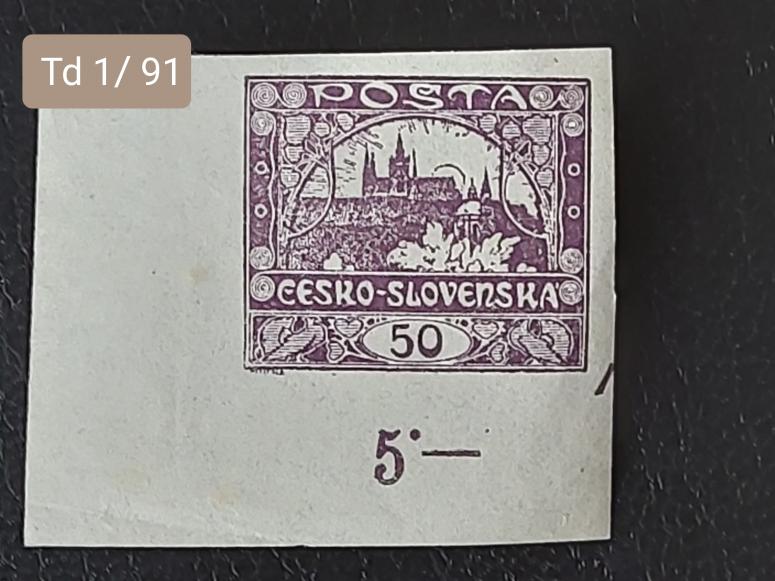 Td 1/ 91
POŠTA
ČESKO-SLOVENSKÁ
50
5·—